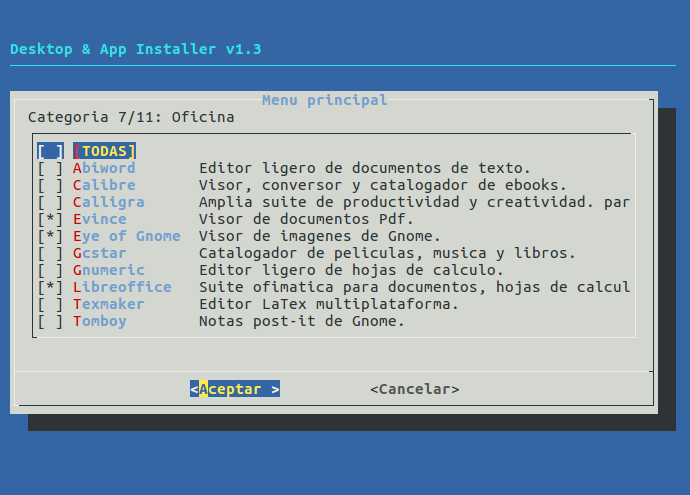 Desktop & App Installer v1.3
Menu principal
Categoria 7/11: Oficina
[ ] [TODAS]
[ ] Abiword Editor ligero de documentos de texto.
[ ] Calibre Visor, conversor y catalogador de ebooks.
[ ] Calligra Amplia suite de productividad y creatividad. par
[*] Evince Visor de documentos Pdf.
[*] Eye of Gnome Visor de imagenes de Gnome.
[ ] Gcstar Catalogador de peliculas, musica y libros.
[ ] Gnumeric Editor ligero de hojas de calculo.
[*] Libreoffice Suite ofimatica para documentos, hojas de calcul
[ ] Texmaker Editor LaTex multiplataforma.
[ ] Tomboy Notas post-it de Gnome.
<Aceptar > <Cancelar>